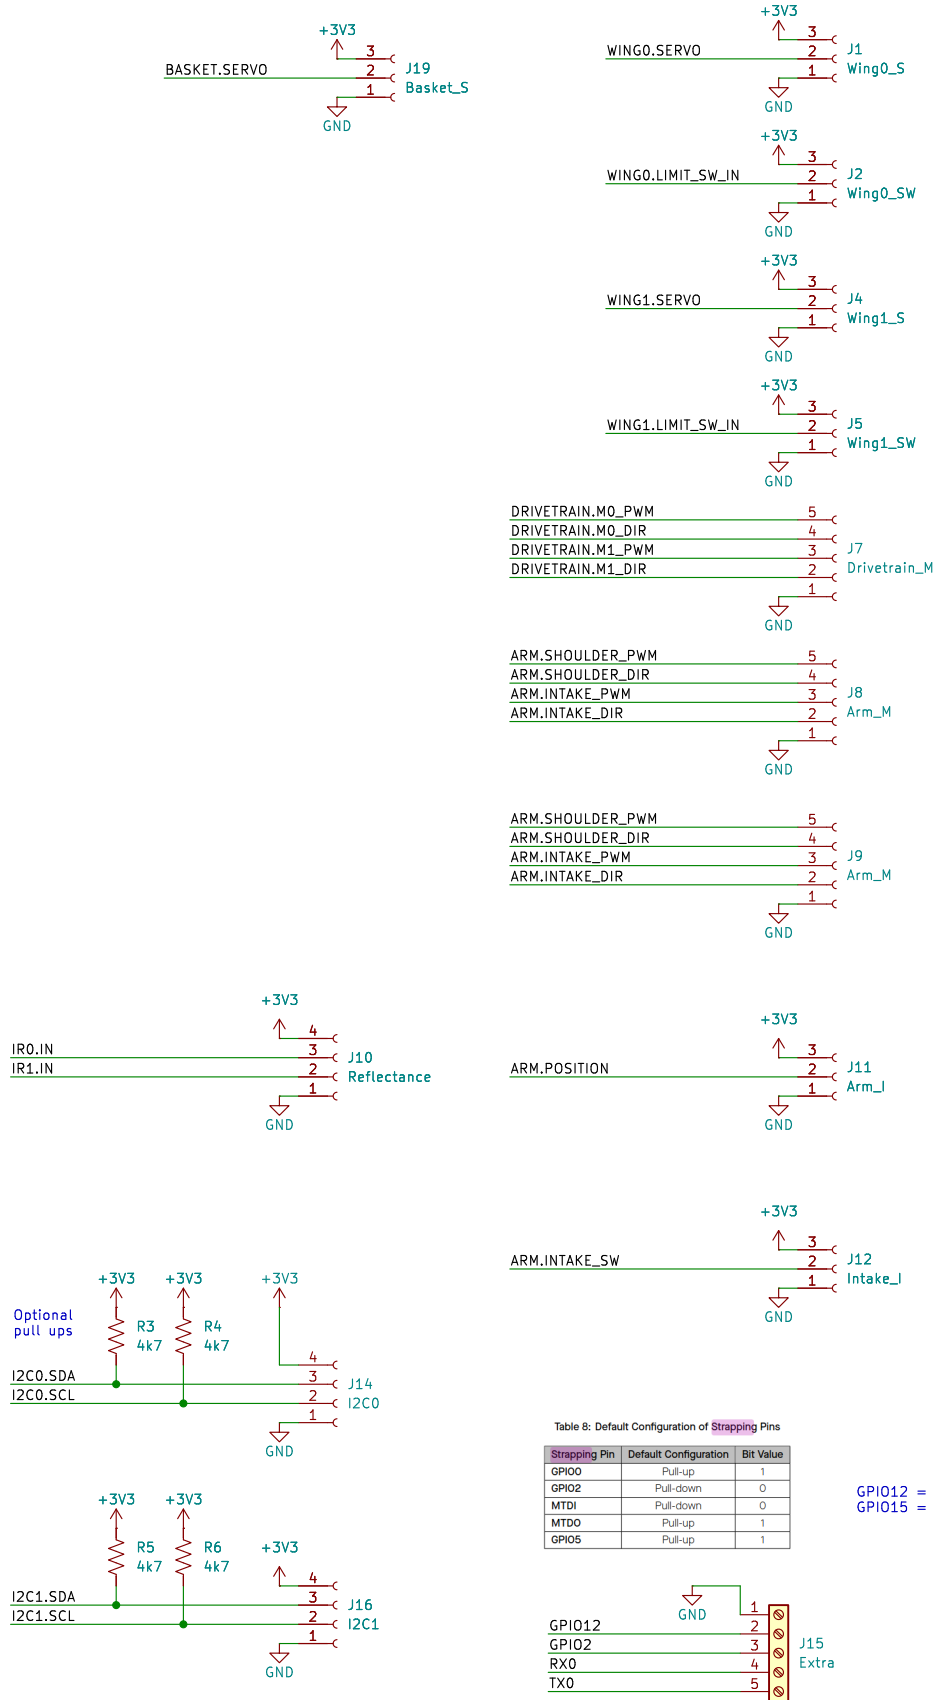 +3V3
3
BASKET.SERVO 2 J19
1 Basket_S
GND
+3V3
3
WING0.SERVO 2 J1
1 Wing0_S
GND
+3V3
3
WING0.LIMIT_SW_IN 2 J2
1 Wing0_SW
GND
+3V3
3
WING1.SERVO 2 J4
1 Wing1_S
GND
+3V3
3
WING1.LIMIT_SW_IN 2 J5
1 Wing1_SW
GND
DRIVETRAIN.M0_PWM 5
DRIVETRAIN.M0_DIR 4
DRIVETRAIN.M1_PWM 3 J7
DRIVETRAIN.M1_DIR 2 Drivetrain_M
1
GND
ARM.SHOULDER_PWM 5
ARM.SHOULDER_DIR 4
ARM.INTAKE_PWM 3 J8
ARM.INTAKE_DIR 2 Arm_M
1
GND
ARM.SHOULDER_PWM 5
ARM.SHOULDER_DIR 4
ARM.INTAKE_PWM 3 J9
ARM.INTAKE_DIR 2 Arm_M
1
GND
+3V3
4
IR0.IN 3 J10
IR1.IN 2 Reflectance
1
GND
+3V3
3
ARM.POSITION 2 J11
1 Arm_I
GND
+3V3
3
ARM.INTAKE_SW 2 J12
1 Intake_I
GND
+3V3 +3V3 +3V3
Optional
pull ups
R3 R4
4k7 4k7
4
I2C0.SDA 3 J14
I2C0.SCL 2 I2C0
1
GND
+3V3 +3V3
R5 R6 +3V3
4k7 4k7
4
I2C1.SDA 3 J16
I2C1.SCL 2 I2C1
1
GND
Table 8: Default Configuration of Strapping Pins
Strapping Pin Default Configuration Bit Value
GPIO0 Pull-up 1
GPIO2 Pull-down 0
MTDI Pull-down 0
MTDO Pull-up 1
GPIO5 Pull-up 1
GPIO12 =
GPIO15 =
GND 1
GPIO12 2
GPIO2 3 J15
RX0 4 Extra
TX0 5